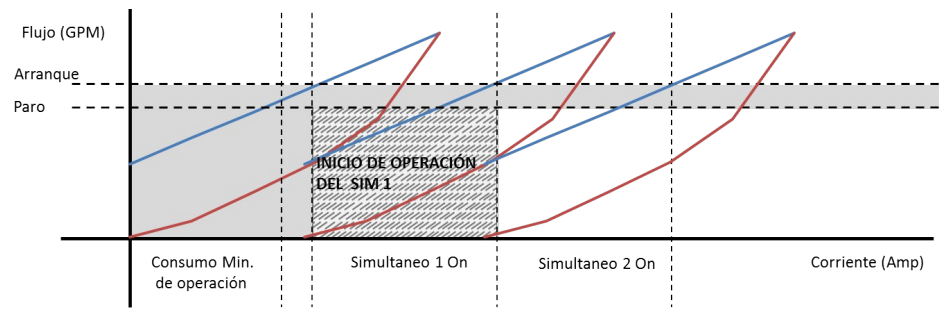 Flujo (GPM)
Arranque
Paro
INICIO DE OPERACIÓN
DEL SIM 1
Consumo Min.
de operación
Simultaneo 1 On
Simultaneo 2 On
Corriente (Amp)